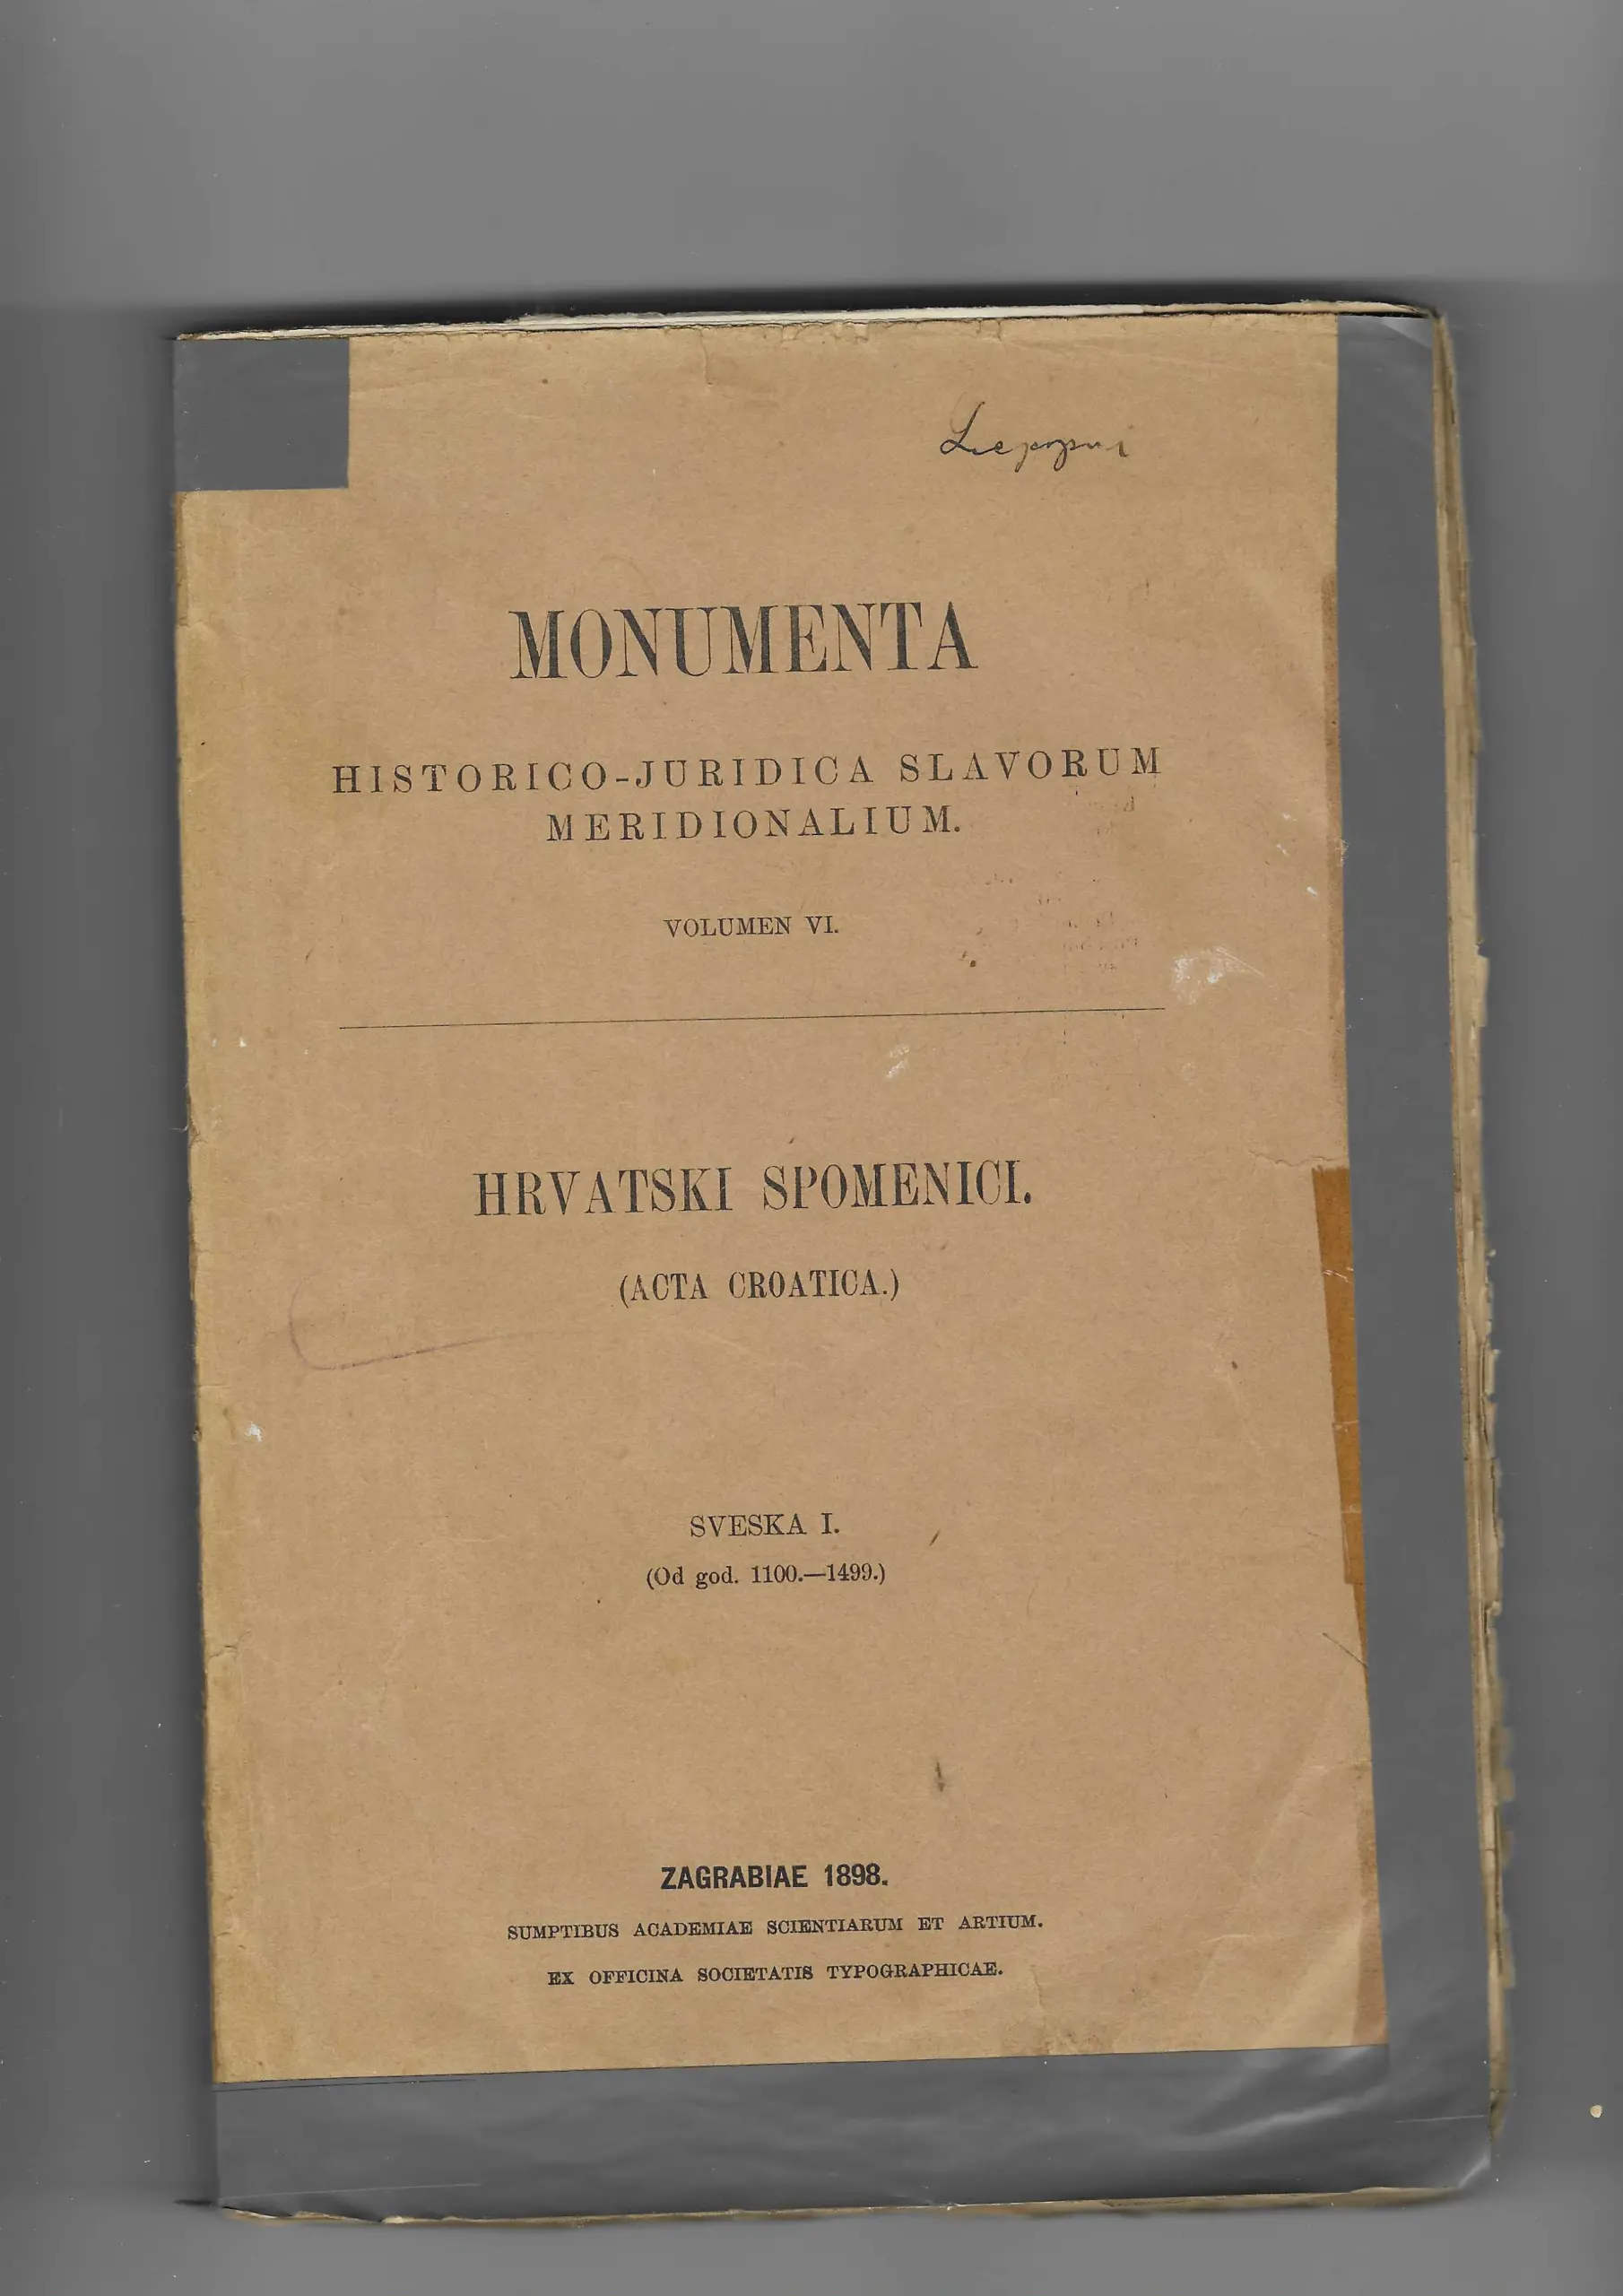 MONUMENTA
HISTORICO-JURIDICA SLAVORUM
MERIDIONALIUM.
VOLUMEN VI.
HRVATSKI SPOMENICI.
(ACTA CROATICA.)
SVESKA I.
(Od god. 1100.—1499.)
ZAGRABIAE 1898.
SUMPTIBUS ACADEMIAE SCIENTIARUM ET ARTIUM.
EX OFFICINA SOCIETATIS TYPOGRAPHICAE.